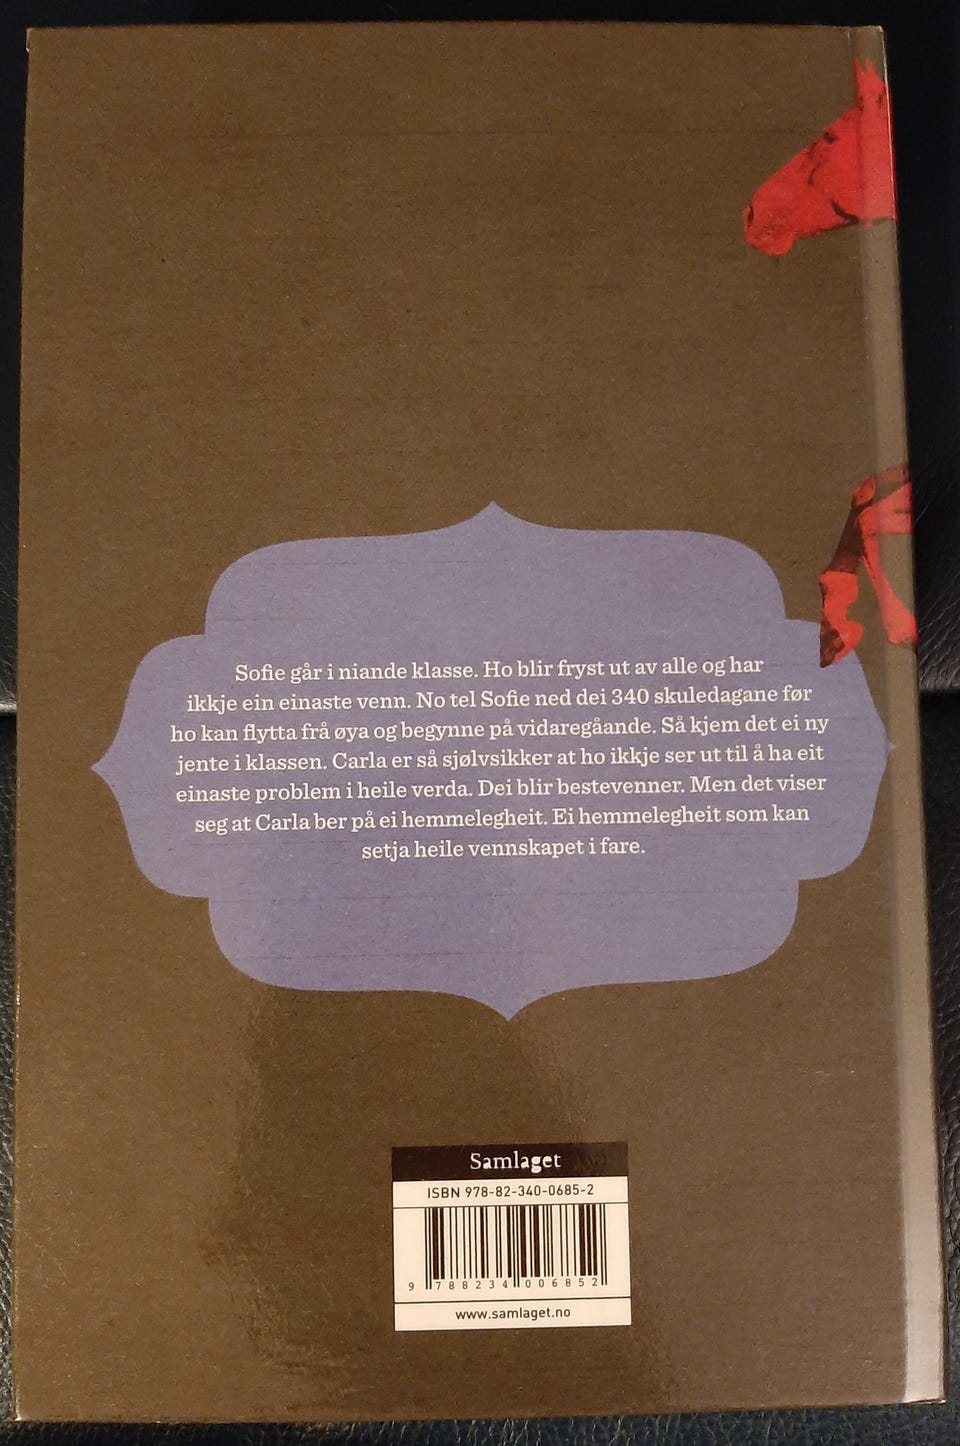 Sofie går i niande klasse. Ho blir fryst ut av alle og har
ikkje ein einaste venn. No tel Sofie ned dei 340 skuledagane før
ho kan flytta frå øya og begynne på vidaregåande. Så kjem det ei ny
jente i klassen. Carla er så sjølvsikker at ho ikkje ser ut til å ha eit
einaste problem i heile verda. Dei blir bestevenner. Men det viser
seg at Carla ber på ei hemmelegheit. Ei hemmelegheit som kan
setja heile vennskapet i fare.
Samlaget
ISBN 978-82-340-0685-2
9 788234 006852
www.samlaget.no